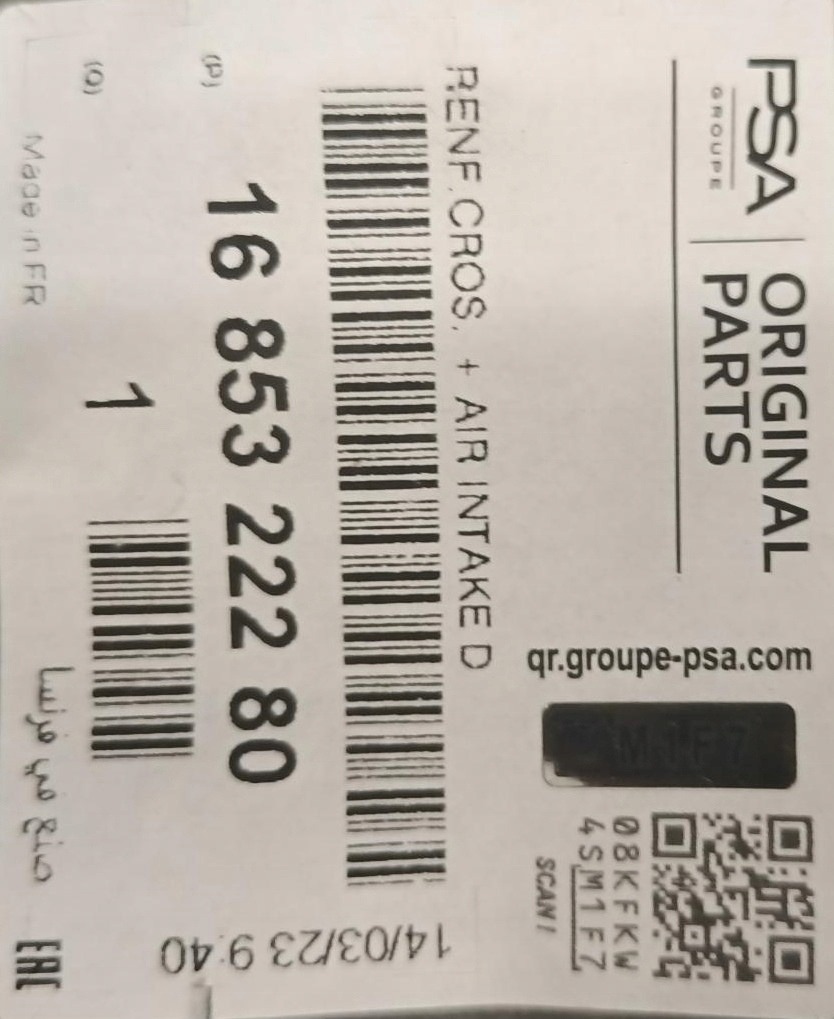 PSA
GROUPE
ORIGINAL
PARTS
qr.groupe-psa.com
M1F7
08KFKW
4SM1F7
SCAN!
RENF.CROS. + AIR INTAKE D
14/03/23 9:40
(P)
16 853 222 80
(Q)
1
Made in FR
صنع في فرنسا
EAC